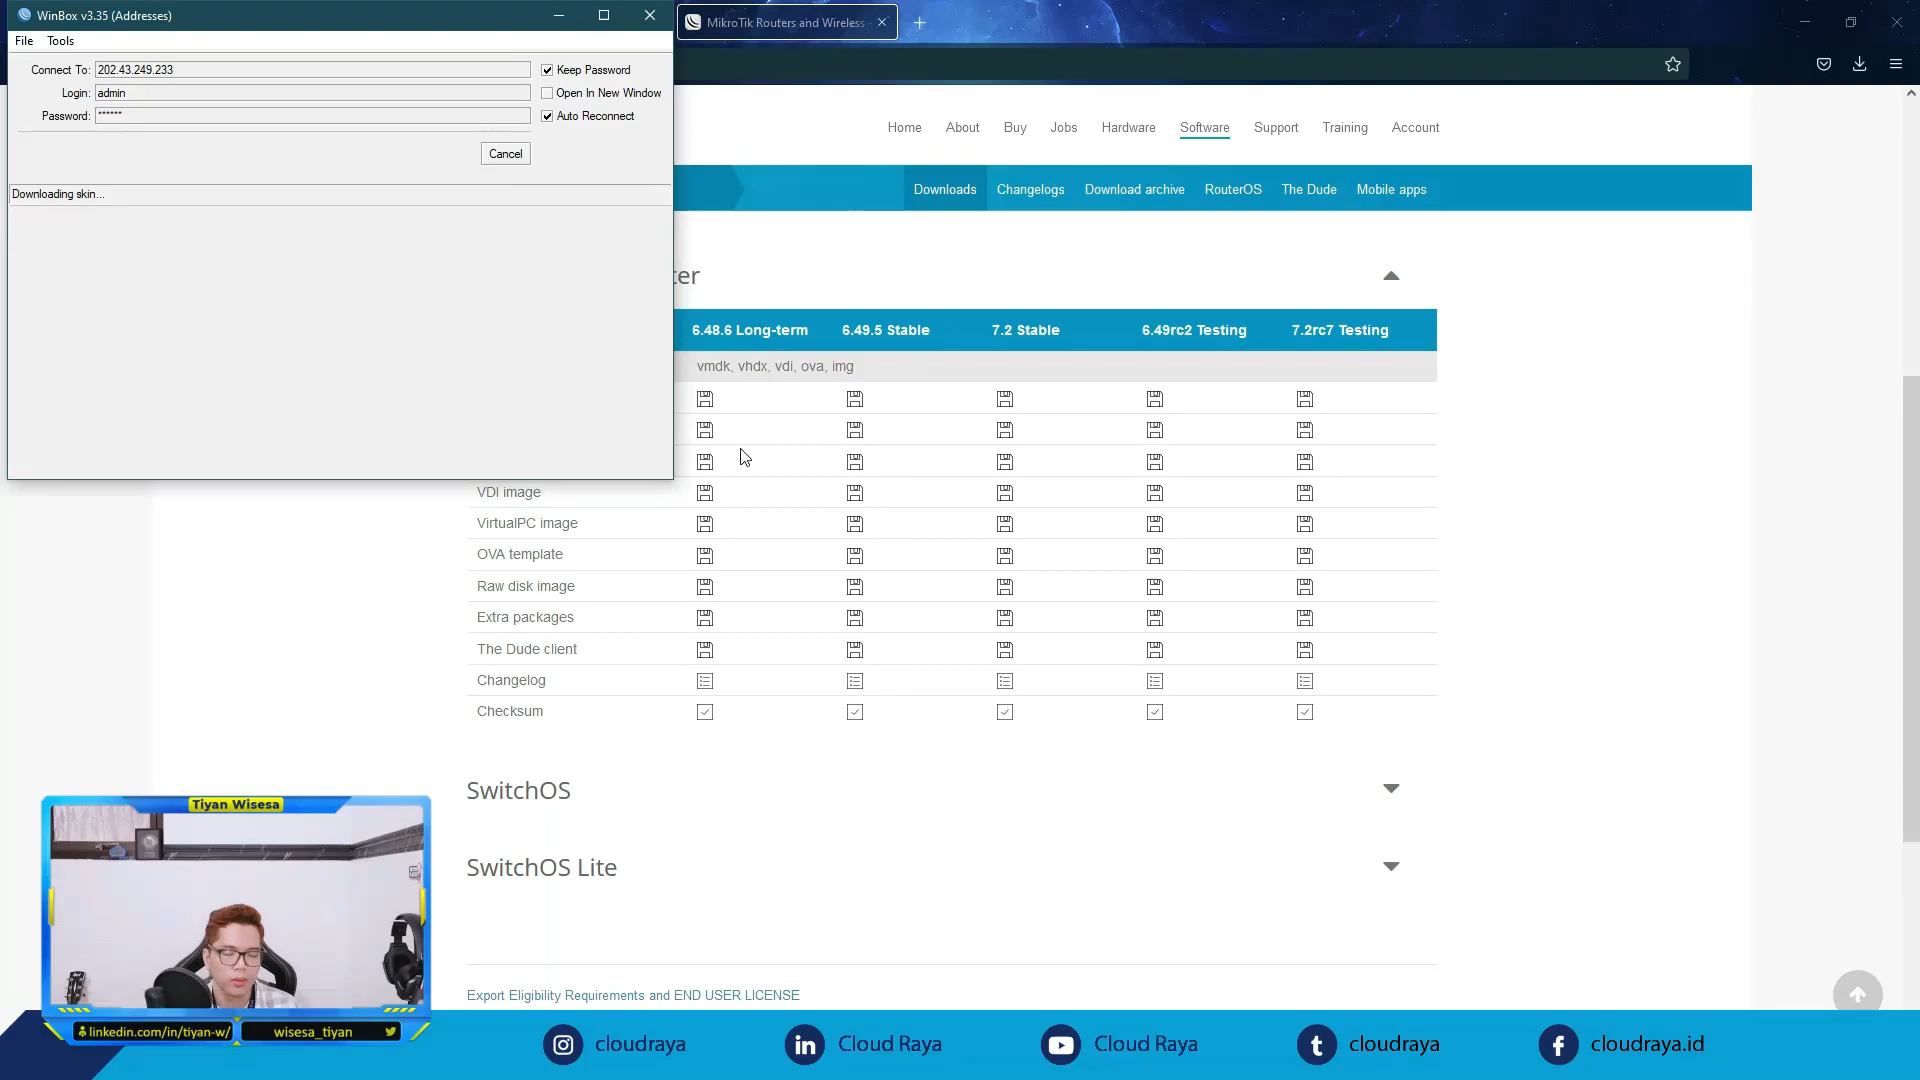 WinBox v3.35 (Addresses)
File Tools
Connect To: 202.43.249.233
Keep Password
Login: admin
Open In New Window
Password: ******
Auto Reconnect
Cancel
Downloading skin...
MikroTik Routers and Wireless
Home About Buy Jobs Hardware Software Support Training Account
Downloads Changelogs Download archive RouterOS The Dude Mobile apps
ter
6.48.6 Long-term 6.49.5 Stable 7.2 Stable 6.49rc2 Testing 7.2rc7 Testing
vmdk, vhdx, vdi, ova, img
VDI image
VirtualPC image
OVA template
Raw disk image
Extra packages
The Dude client
Changelog
Checksum
SwitchOS
SwitchOS Lite
Export Eligibility Requirements and END USER LICENSE
Tiyan Wisesa
linkedin.com/in/tiyan-w/
wisesa_tiyan
cloudraya
Cloud Raya
Cloud Raya
cloudraya
cloudraya.id